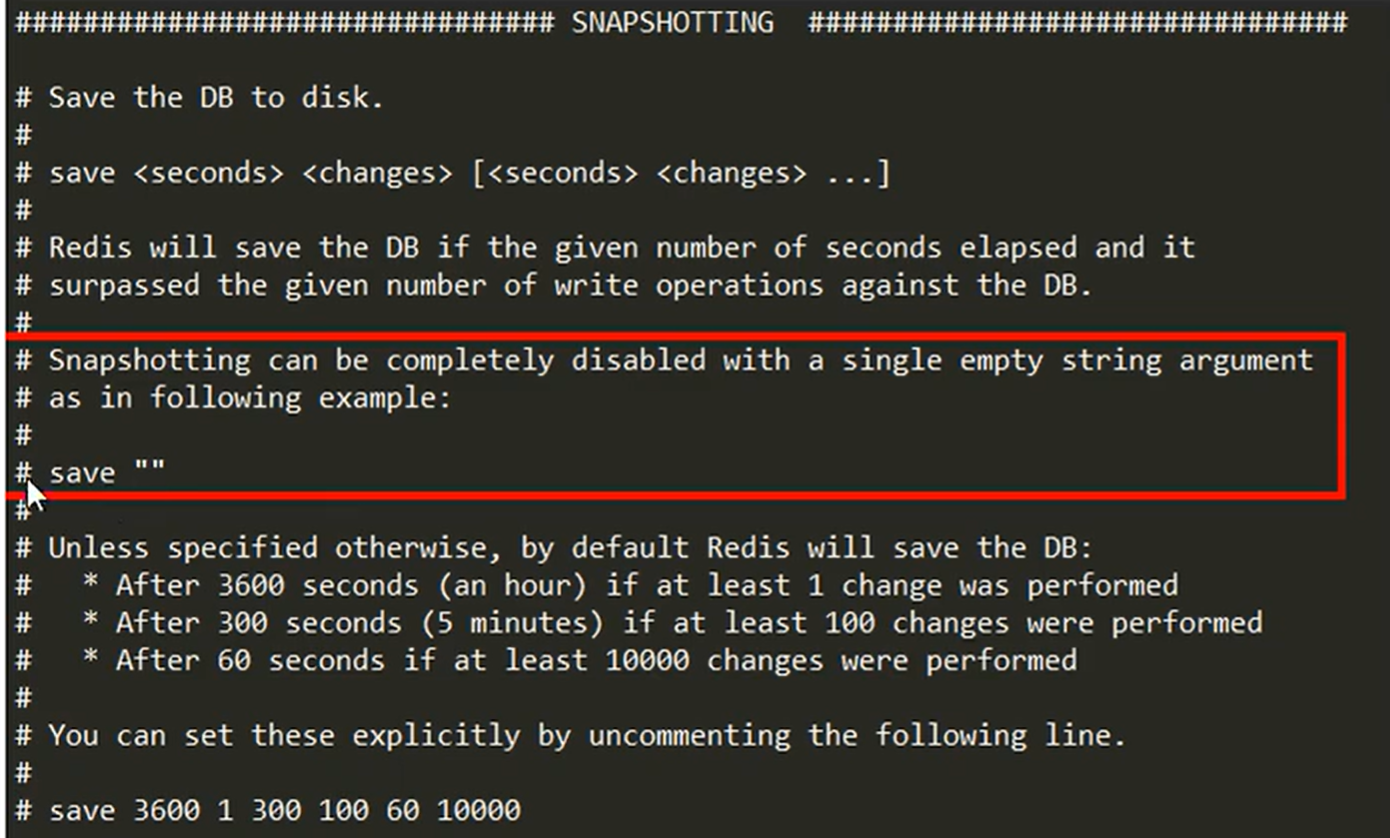 ################################ SNAPSHOTTING  ################################
# Save the DB to disk.
#
# save <seconds> <changes> [<seconds> <changes> ...]
#
# Redis will save the DB if the given number of seconds elapsed and it
# surpassed the given number of write operations against the DB.
#
# Snapshotting can be completely disabled with a single empty string argument
# as in following example:
#
# save ""
#
# Unless specified otherwise, by default Redis will save the DB:
#   * After 3600 seconds (an hour) if at least 1 change was performed
#   * After 300 seconds (5 minutes) if at least 100 changes were performed
#   * After 60 seconds if at least 10000 changes were performed
#
# You can set these explicitly by uncommenting the following line.
#
# save 3600 1 300 100 60 10000